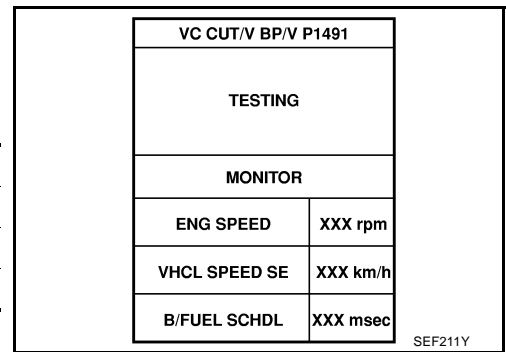 VC CUT/V BP/V P1491
TESTING
MONITOR
ENG SPEED XXX rpm
VHCL SPEED SE XXX km/h
B/FUEL SCHDL XXX msec
SEF211Y